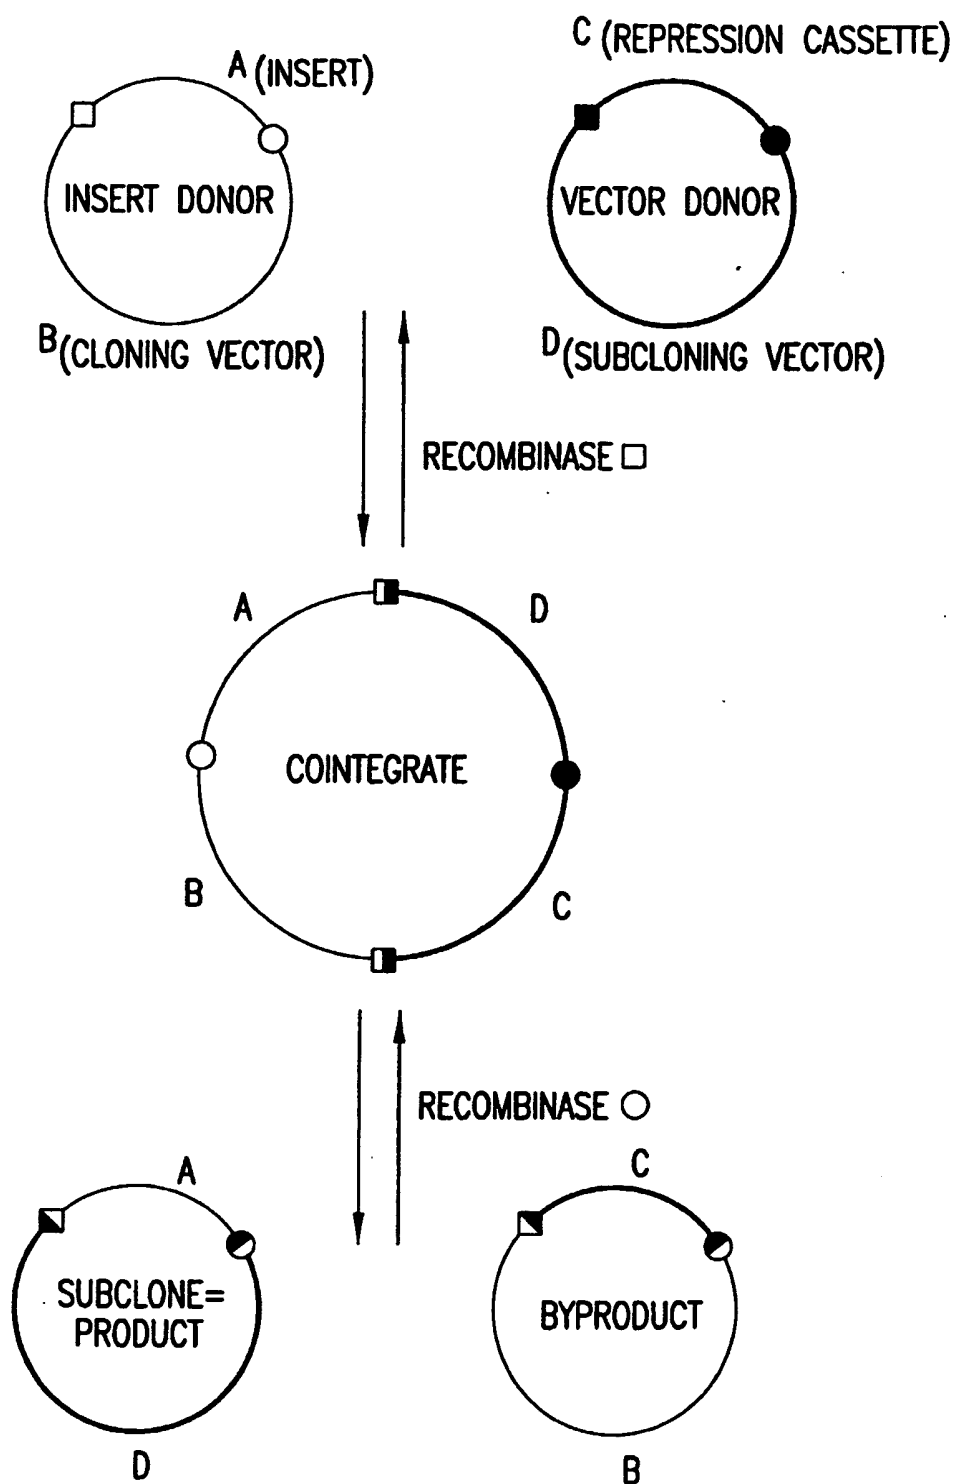 A (INSERT)
C (REPRESSION CASSETTE)
INSERT DONOR
VECTOR DONOR
B (CLONING VECTOR)
D (SUBCLONING VECTOR)
RECOMBINASE
A
D
COINTEGRATE
B
C
RECOMBINASE
A
C
SUBCLONE=
PRODUCT
BYPRODUCT
D
B